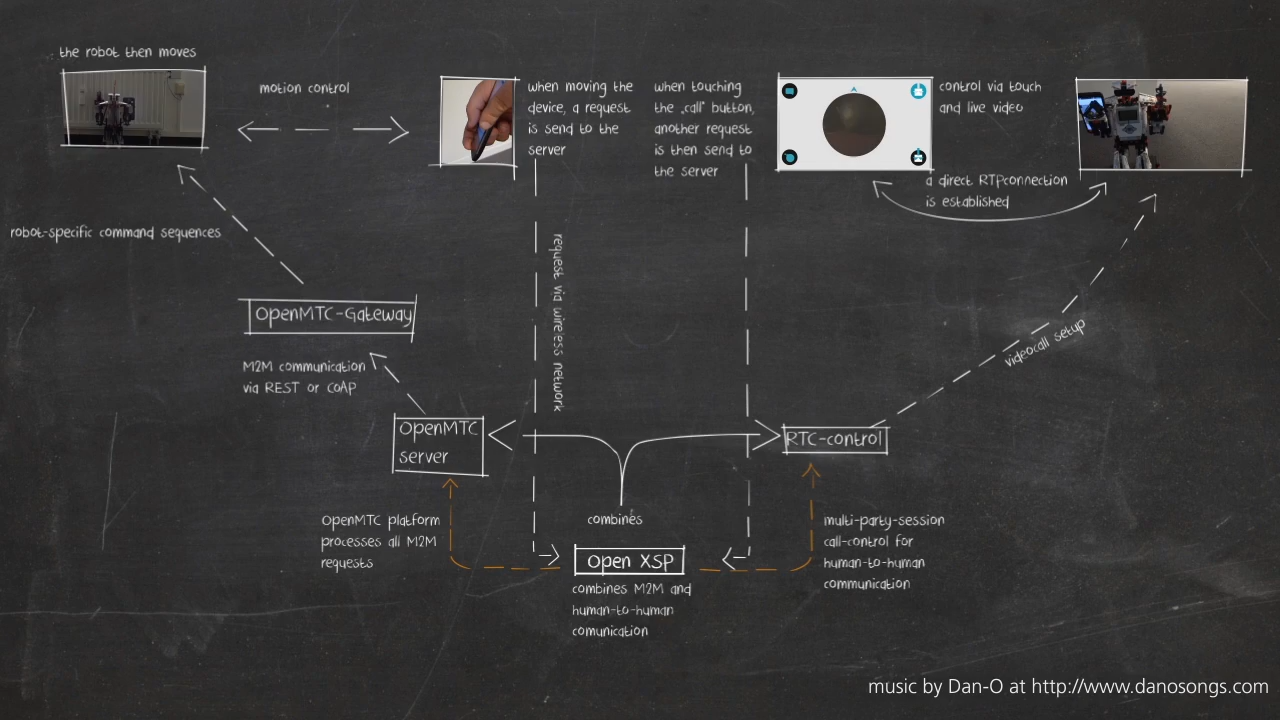 the robot then moves
motion control
when moving the
device, a request
is send to the
server
when touching
the „call" button,
another request
is then send to
the server
control via touch
and live video
a direct RTPconnection
is established
robot-specific command sequences
request via wireless network
OpenMTC-Gateway
M2M communication
via REST or CoAP
videocall setup
OpenMTC
server
RTC-control
combines
OpenMTC platform
processes all M2M
requests
multi-party-session
call-control for
human-to-human
communication
Open XSP
combines M2M and
human-to-human
comunication
music by Dan-O at http://www.danosongs.com